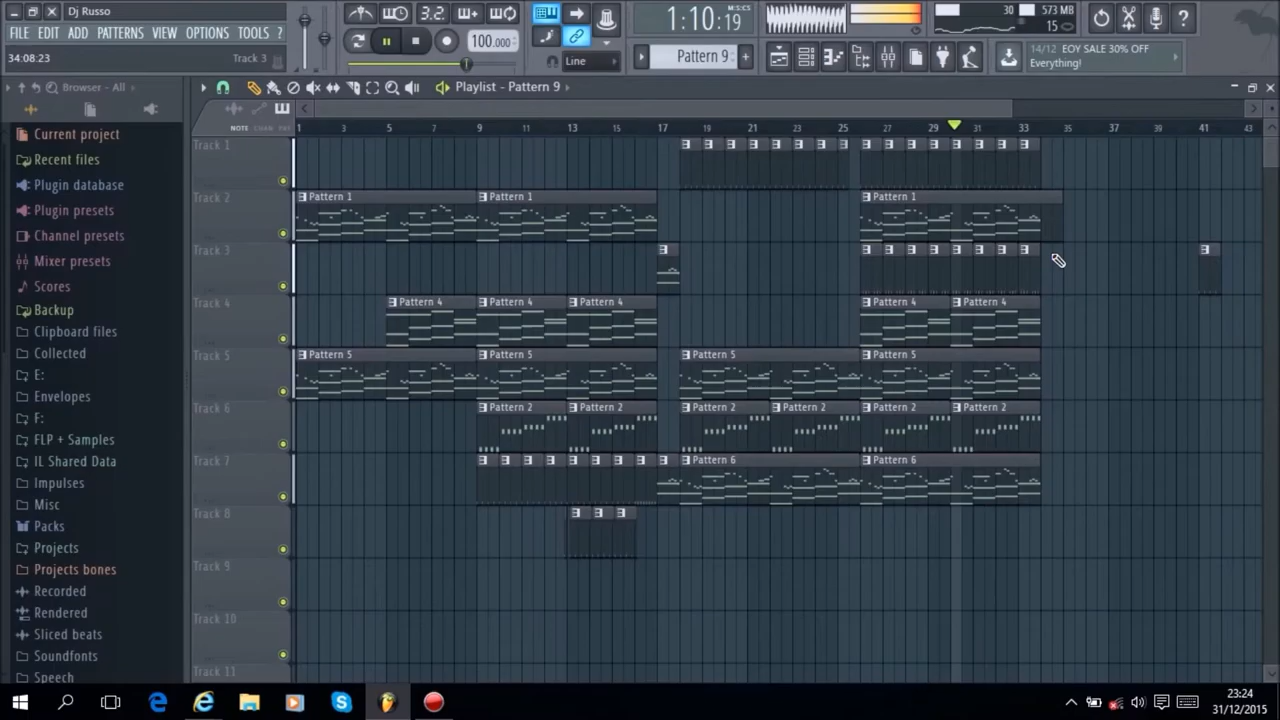 Dj Russo
FILE EDIT ADD PATTERNS VIEW OPTIONS TOOLS ?
34:08:23 Track 3
3.2.
100.000
Line
1:10:19
M:S:CS
Pattern 9
30 573 MB
15
14/12 EOY SALE 30% OFF
Everything!
Browser - All
Playlist - Pattern 9
NOTE CHAN PAT
1 3 5 7 9 11 13 15 17 19 21 23 25 27 29 31 33 35 37 39 41 43
Current project
Recent files
Plugin database
Plugin presets
Channel presets
Mixer presets
Scores
Backup
Clipboard files
Collected
E:
Envelopes
F:
FLP + Samples
IL Shared Data
Impulses
Misc
Packs
Projects
Projects bones
Recorded
Rendered
Sliced beats
Soundfonts
Speech
Track 1
Track 2
Pattern 1 Pattern 1 Pattern 1
Track 3
Track 4
Pattern 4 Pattern 4 Pattern 4 Pattern 4 Pattern 4
Track 5
Pattern 5 Pattern 5 Pattern 5 Pattern 5
Track 6
Pattern 2 Pattern 2 Pattern 2 Pattern 2 Pattern 2 Pattern 2
Track 7
Pattern 6 Pattern 6
Track 8
Track 9
Track 10
Track 11
23:24
31/12/2015